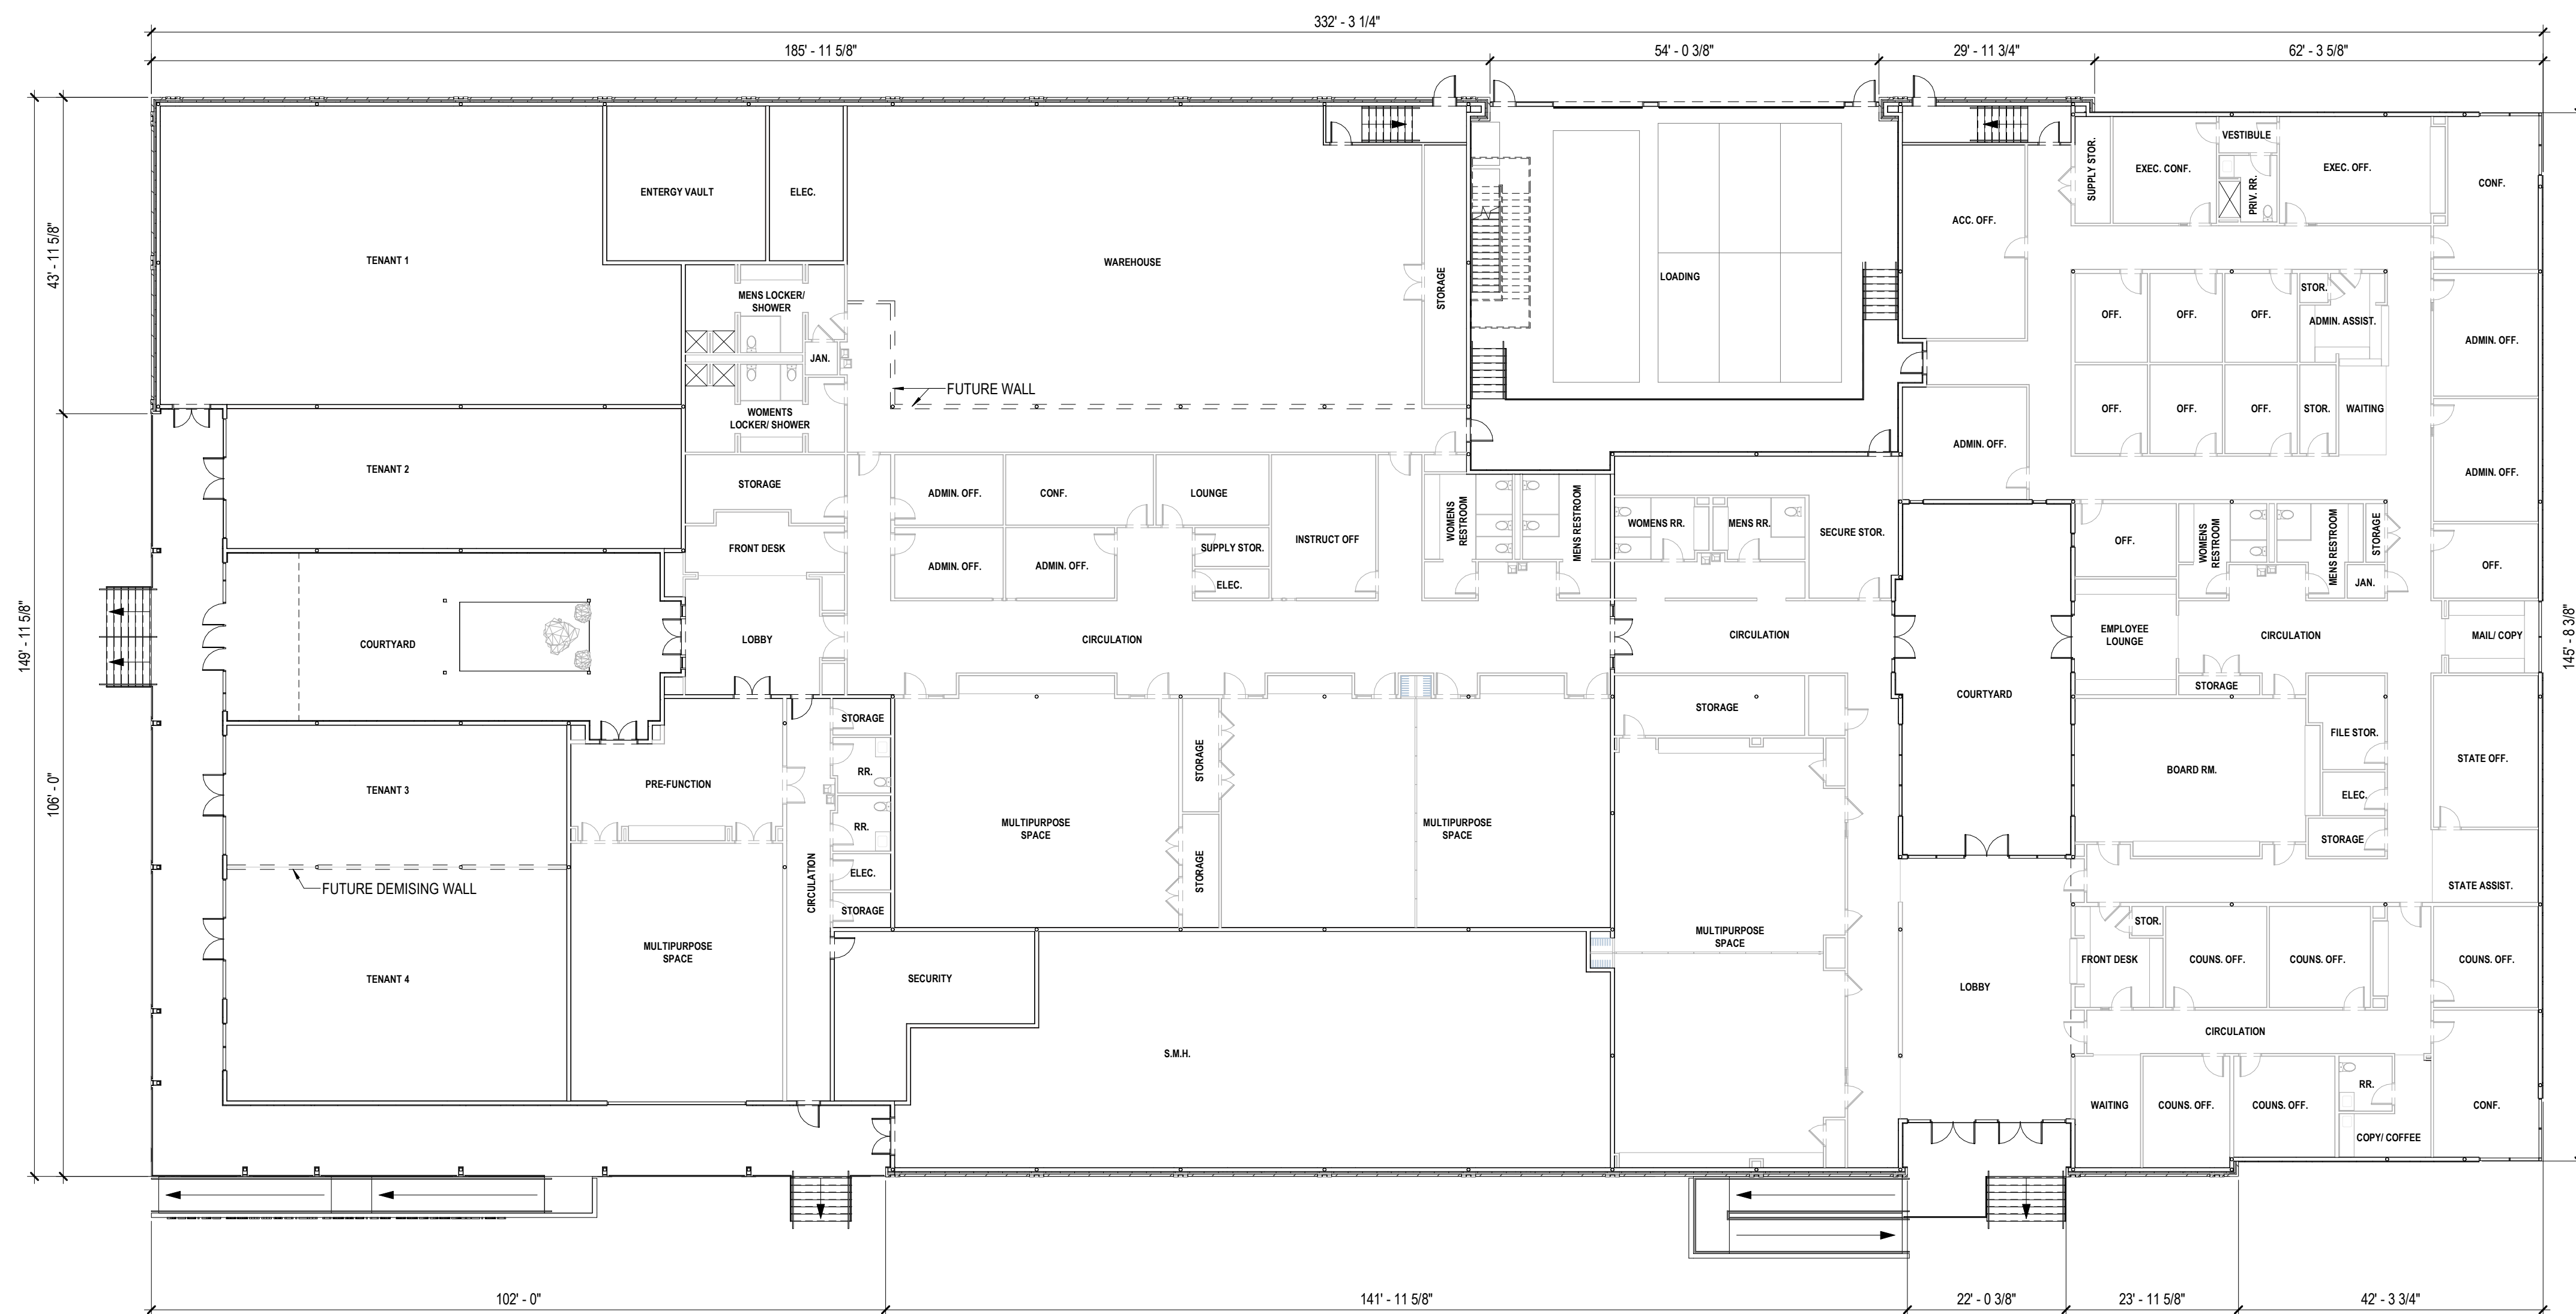 332' - 3 1/4"
185' - 11 5/8"
54' - 0 3/8"
29' - 11 3/4"
62' - 3 5/8"
43' - 11 5/8"
149' - 11 5/8"
106' - 0"
145' - 8 3/8"
TENANT 1
ENTERGY VAULT
ELEC.
WAREHOUSE
STORAGE
LOADING
ACC. OFF.
SUPPLY STOR.
EXEC. CONF.
VESTIBULE
PRIV. RR.
EXEC. OFF.
CONF.
MENS LOCKER/
SHOWER
JAN.
WOMENTS
LOCKER/ SHOWER
FUTURE WALL
OFF.
OFF.
OFF.
STOR.
ADMIN. ASSIST.
ADMIN. OFF.
OFF.
OFF.
OFF.
STOR.
WAITING
ADMIN. OFF.
ADMIN. OFF.
TENANT 2
STORAGE
FRONT DESK
ADMIN. OFF.
CONF.
LOUNGE
INSTRUCT OFF
ADMIN. OFF.
ADMIN. OFF.
SUPPLY STOR.
ELEC.
WOMENS
RESTROOM
MENS RESTROOM
WOMENS RR.
MENS RR.
SECURE STOR.
OFF.
WOMENS
RESTROOM
MENS RESTROOM
STORAGE
JAN.
OFF.
COURTYARD
LOBBY
CIRCULATION
CIRCULATION
COURTYARD
EMPLOYEE
LOUNGE
CIRCULATION
MAIL/ COPY
STORAGE
STORAGE
TENANT 3
PRE-FUNCTION
STORAGE
RR.
RR.
ELEC.
STORAGE
CIRCULATION
MULTIPURPOSE
SPACE
STORAGE
STORAGE
MULTIPURPOSE
SPACE
BOARD RM.
FILE STOR.
ELEC.
STORAGE
STATE OFF.
STATE ASSIST.
FUTURE DEMISING WALL
TENANT 4
MULTIPURPOSE
SPACE
SECURITY
S.M.H.
MULTIPURPOSE
SPACE
LOBBY
FRONT DESK
STOR.
COUNS. OFF.
COUNS. OFF.
COUNS. OFF.
CIRCULATION
WAITING
COUNS. OFF.
COUNS. OFF.
RR.
COPY/ COFFEE
CONF.
102' - 0"
141' - 11 5/8"
22' - 0 3/8"
23' - 11 5/8"
42' - 3 3/4"